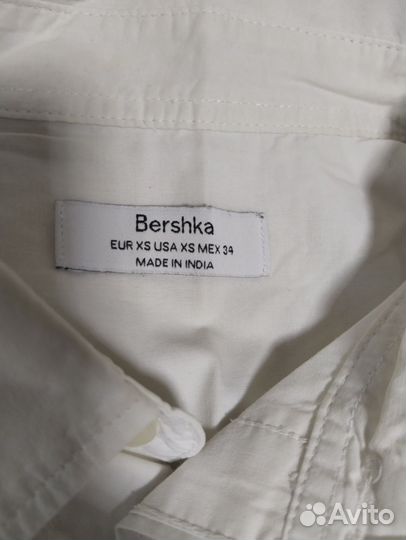 Bershka
EUR XS USA XS MEX 34
MADE IN INDIA
Avito